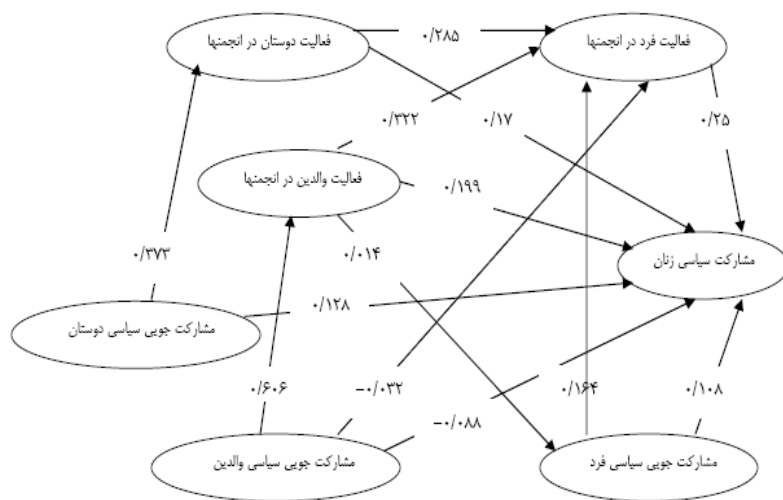 فعالیت دوستان در انجمنها
۰/۲۸۵
فعالیت فرد در انجمنها
۰/۳۲۲
۰/۱۷
۰/۲۵
فعالیت والدین در انجمنها
۰/۱۹۹
۰/۳۷۳
۰/۰۱۴
مشارکت سیاسی زنان
۰/۱۲۸
مشارکت جویی سیاسی دوستان
۰/۶۰۶
-۰/۰۳۲
۰/۱۶۴
۰/۱۰۸
-۰/۰۸۸
مشارکت جویی سیاسی والدین
مشارکت جویی سیاسی فرد